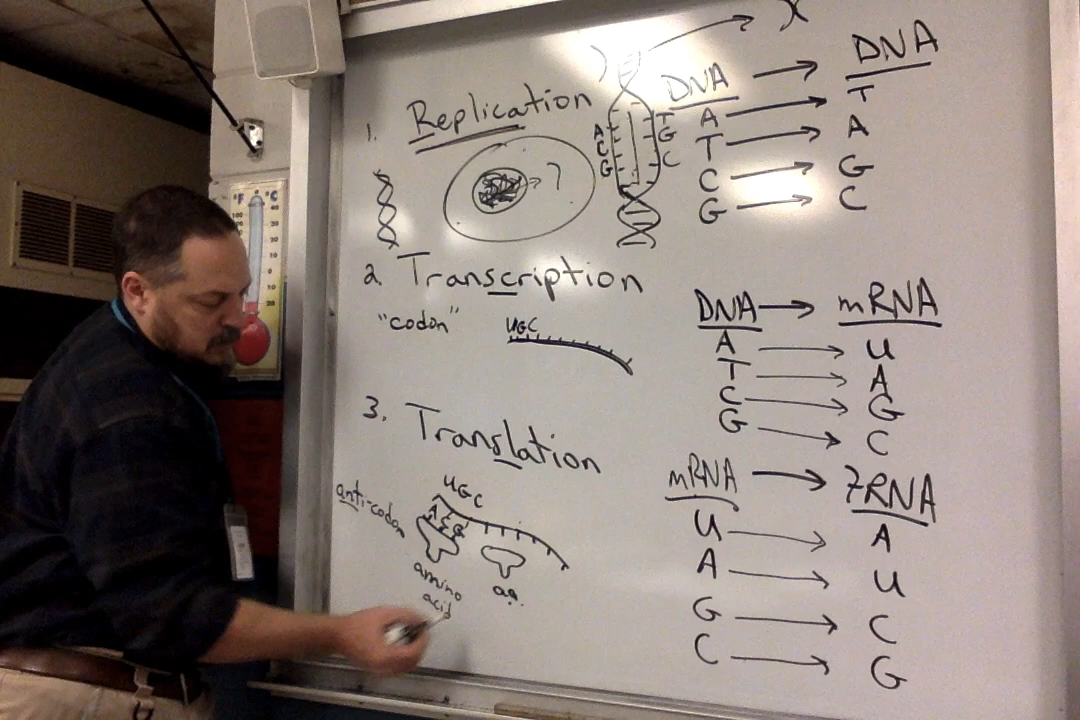 1. Replication
A
C
G
T
G
C
DNA → DNA
A → T
T → A
C → G
G → C
2. Transcription
"codon"
UGC
DNA → mRNA
A → U
T → A
C → G
G → C
3. Translation
anti-codon
UGC
ACG
amino
acid
a.a.
mRNA → tRNA
U → A
A → U
G → C
C → G
°F °C